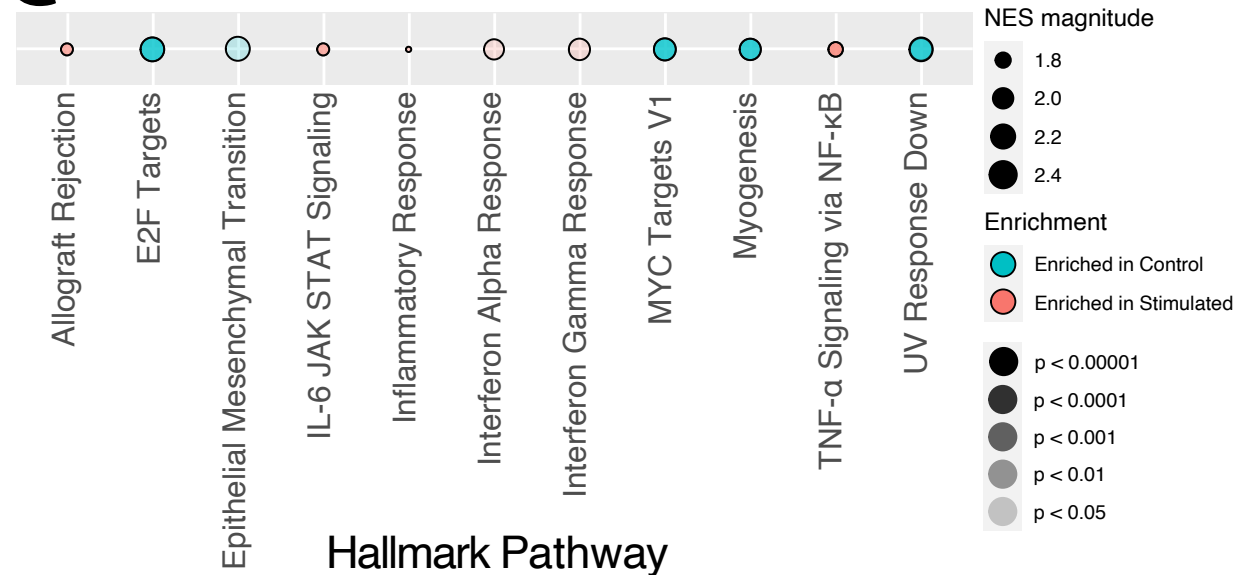 NES magnitude
1.8
2.0
2.2
2.4
Enrichment
Enriched in Control
Enriched in Stimulated
p < 0.00001
p < 0.0001
p < 0.001
p < 0.01
p < 0.05
Allograft Rejection
E2F Targets
Epithelial Mesenchymal Transition
IL-6 JAK STAT Signaling
Inflammatory Response
Interferon Alpha Response
Interferon Gamma Response
MYC Targets V1
Myogenesis
TNF-α Signaling via NF-κB
UV Response Down
Hallmark Pathway